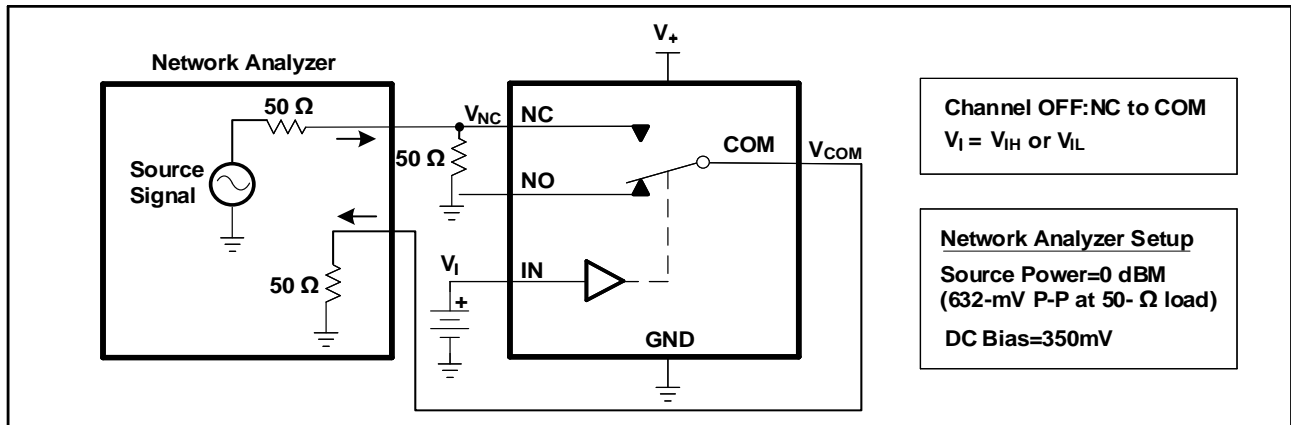 Network Analyzer
50 Ω
Source
Signal
50 Ω
V+
VNC
NC
50 Ω
NO
COM
VCOM
VI
IN
+
GND
Channel OFF:NC to COM
VI = VIH or VIL
Network Analyzer Setup
Source Power=0 dBM
(632-mV P-P at 50- Ω load)
DC Bias=350mV